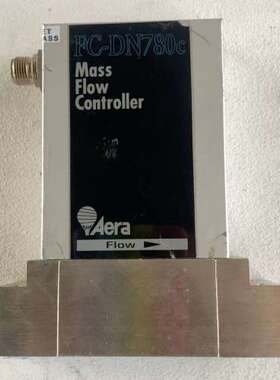 FC-DN780c
Mass
Flow
Controller
Aera
Flow